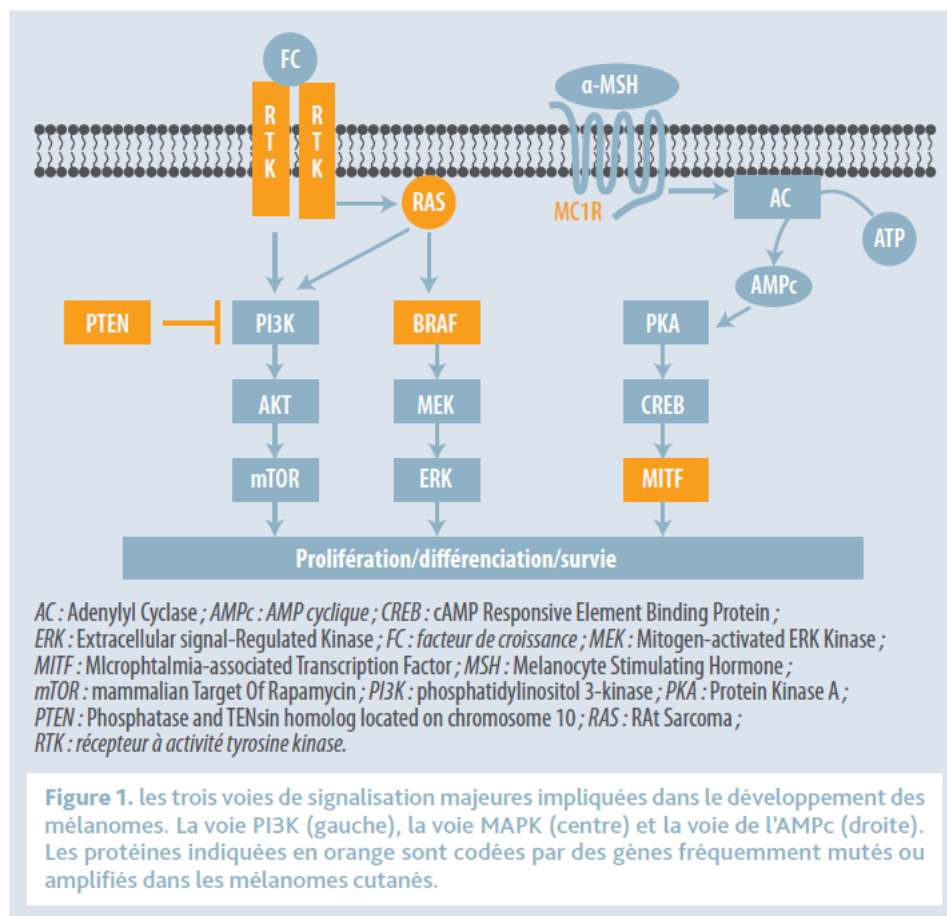 FC
RTK
RTK
RAS
α-MSH
MC1R
AC
ATP
AMPc
PTEN
PI3K
BRAF
PKA
AKT
MEK
CREB
mTOR
ERK
MITF
Prolifération/différenciation/survie
AC : Adenylyl Cyclase ; AMPc : AMP cyclique ; CREB : cAMP Responsive Element Binding Protein ;
ERK : Extracellular signal-Regulated Kinase ; FC : facteur de croissance ; MEK : Mitogen-activated ERK Kinase ;
MITF : MIcrophtalmia-associated Transcription Factor ; MSH : Melanocyte Stimulating Hormone ;
mTOR : mammalian Target Of Rapamycin ; PI3K : phosphatidylinositol 3-kinase ; PKA : Protein Kinase A ;
PTEN : Phosphatase and TENsin homolog located on chromosome 10 ; RAS : RAt Sarcoma ;
RTK : récepteur à activité tyrosine kinase.
Figure 1. les trois voies de signalisation majeures impliquées dans le développement des
mélanomes. La voie PI3K (gauche), la voie MAPK (centre) et la voie de l'AMPc (droite).
Les protéines indiquées en orange sont codées par des gènes fréquemment mutés ou
amplifiés dans les mélanomes cutanés.